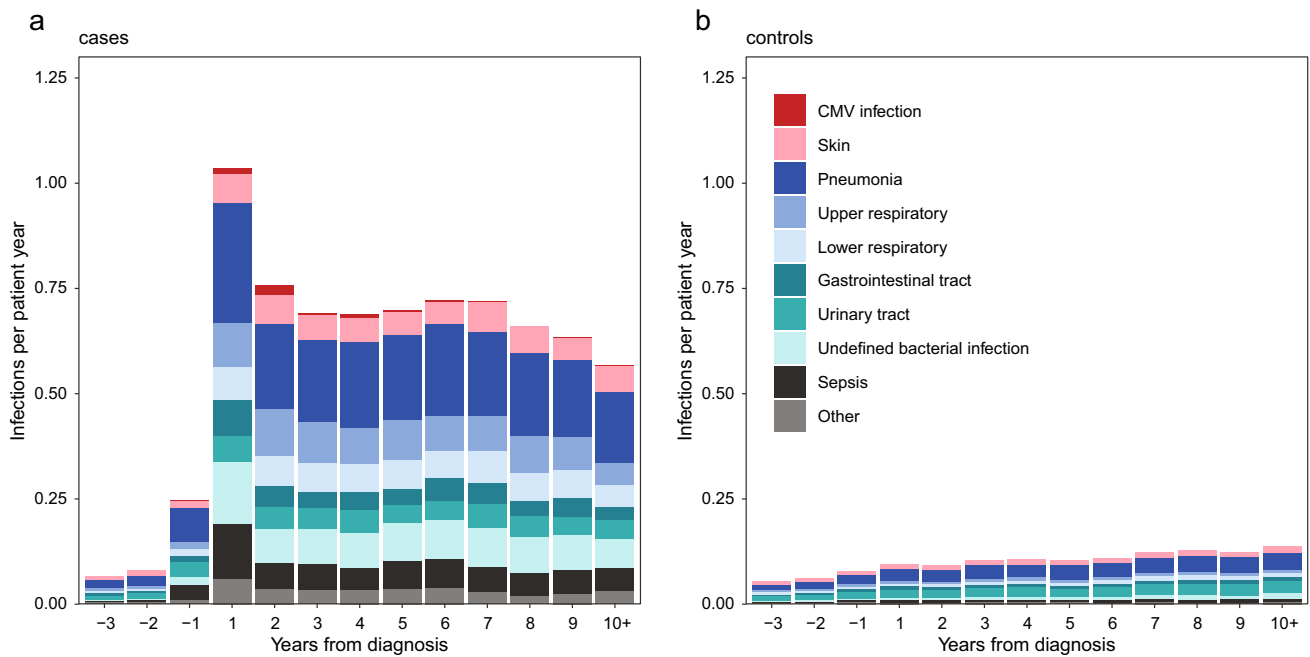 a
cases
Infections per patient year
1.25
1.00
0.75
0.50
0.25
0.00
−3 −2 −1 1 2 3 4 5 6 7 8 9 10+
Years from diagnosis
b
controls
Infections per patient year
1.25
1.00
0.75
0.50
0.25
0.00
CMV infection
Skin
Pneumonia
Upper respiratory
Lower respiratory
Gastrointestinal tract
Urinary tract
Undefined bacterial infection
Sepsis
Other
−3 −2 −1 1 2 3 4 5 6 7 8 9 10+
Years from diagnosis